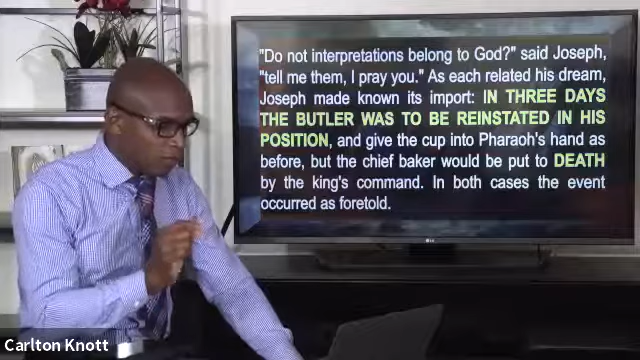 "Do not interpretations belong to God?" said Joseph,
"tell me them, I pray you." As each related his dream,
Joseph made known its import: IN THREE DAYS
THE BUTLER WAS TO BE REINSTATED IN HIS
POSITION, and give the cup into Pharaoh's hand as
before, but the chief baker would be put to DEATH
by the king's command. In both cases the event
occurred as foretold.
LG
Carlton Knott